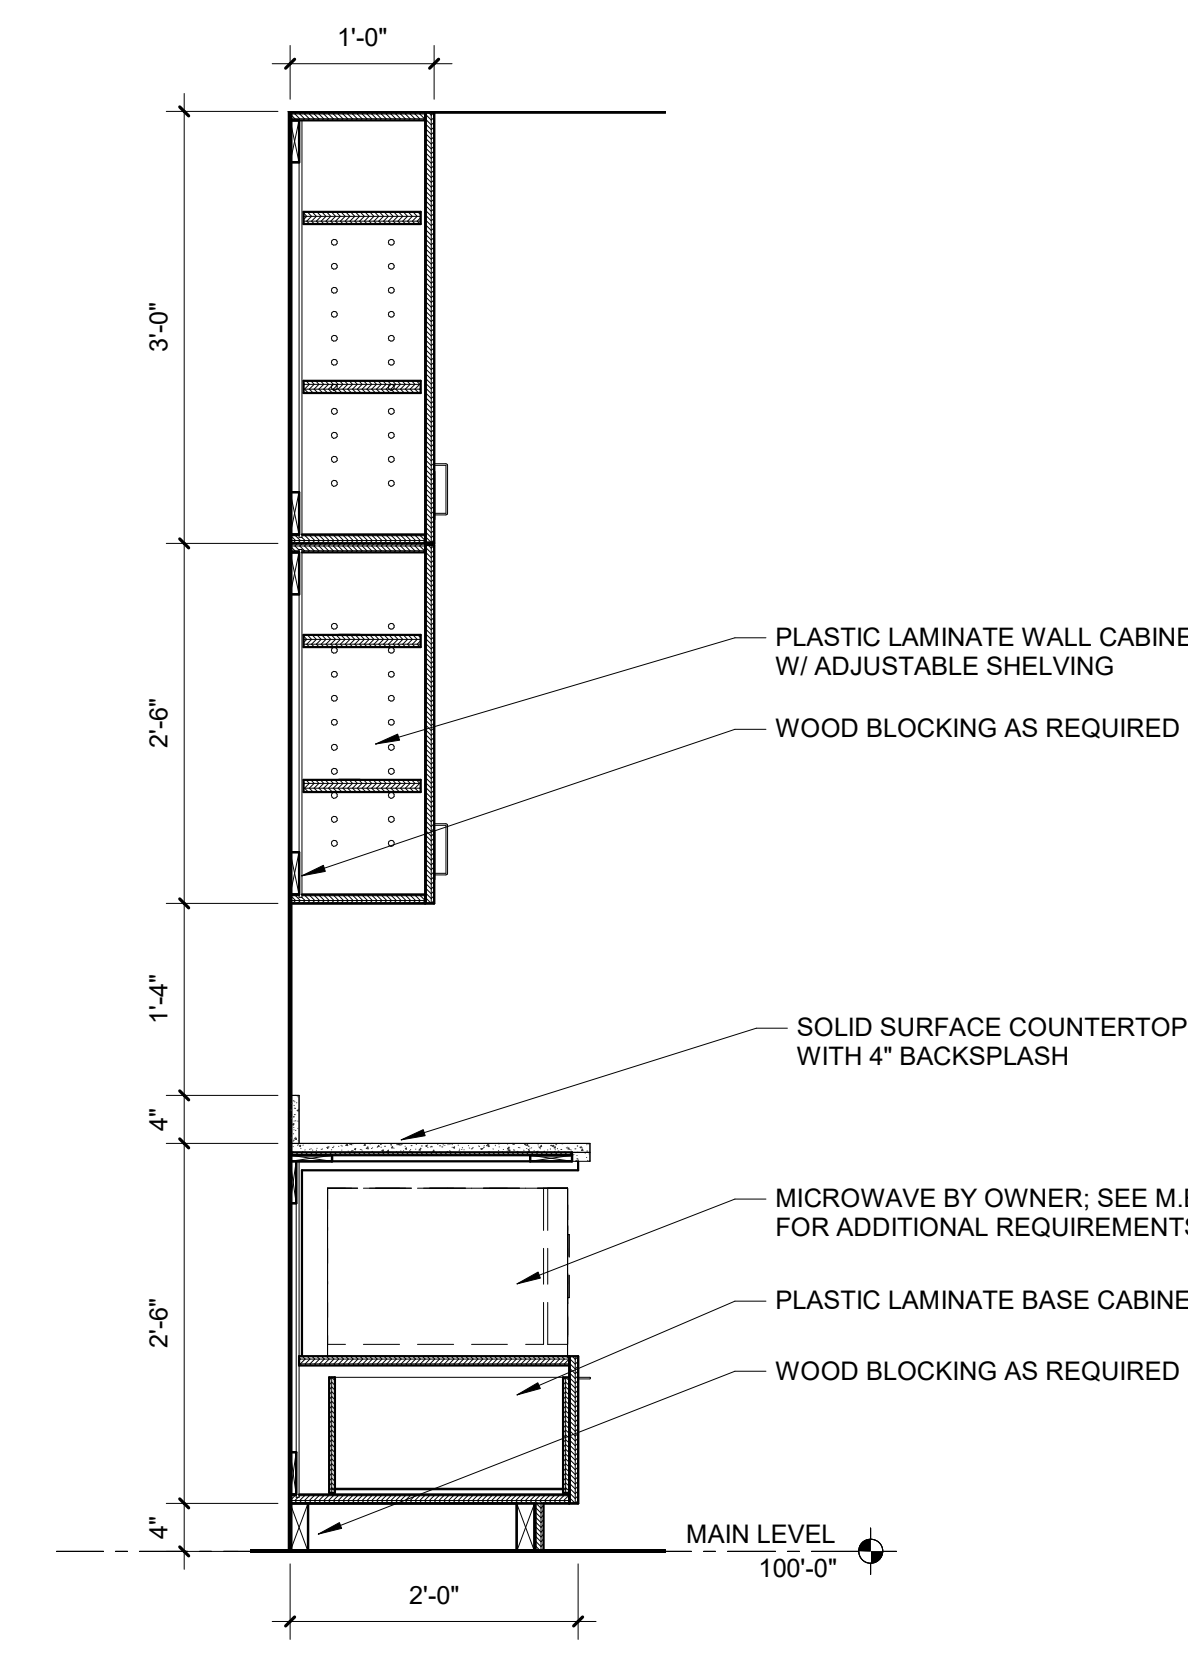 1'-0"
3'-0"
2'-6"
PLASTIC LAMINATE WALL CABINE
W/ ADJUSTABLE SHELVING
WOOD BLOCKING AS REQUIRED
1'-4"
SOLID SURFACE COUNTERTOP
WITH 4" BACKSPLASH
4"
MICROWAVE BY OWNER; SEE M.E
FOR ADDITIONAL REQUIREMENTS
2'-6"
PLASTIC LAMINATE BASE CABINE
WOOD BLOCKING AS REQUIRED
4"
MAIN LEVEL
100'-0"
2'-0"